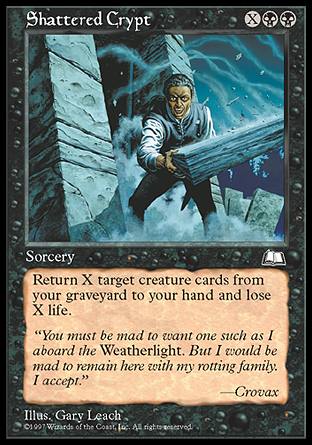 Shattered Crypt X
Sorcery
Return X target creature cards from
your graveyard to your hand and lose
X life.
“You must be mad to want one such as I
aboard the Weatherlight. But I would be
mad to remain here with my rotting family.
I accept.”
—Crovax
Illus. Gary Leach
©1997 Wizards of the Coast, Inc. All rights reserved.